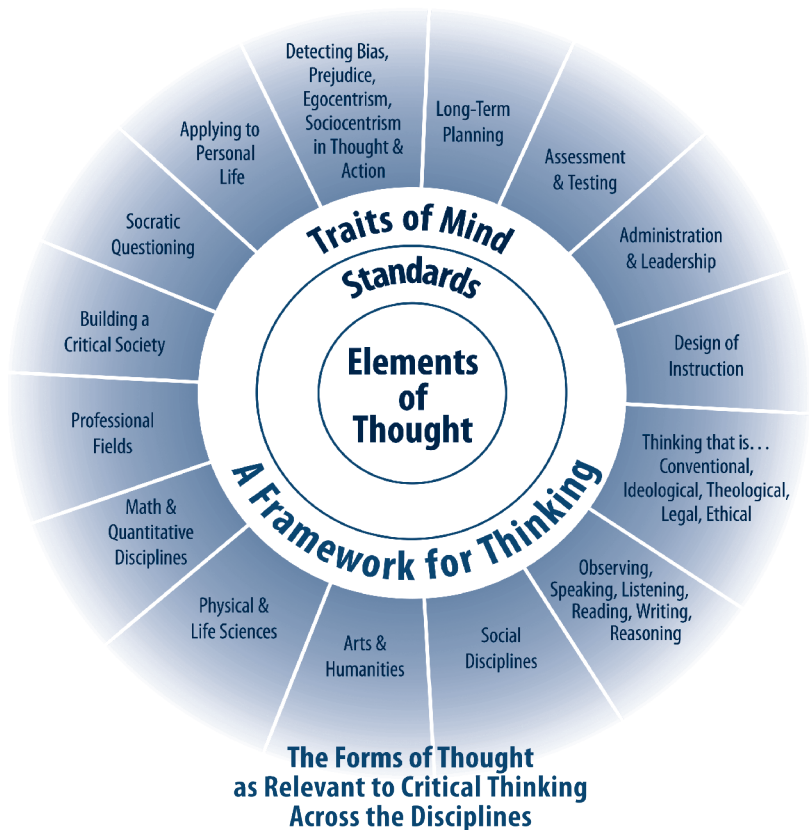 Detecting Bias,
Prejudice,
Egocentrism,
Sociocentrism
in Thought &
Action
Long-Term
Planning
Assessment
& Testing
Administration
& Leadership
Design of
Instruction
Thinking that is…
Conventional,
Ideological, Theological,
Legal, Ethical
Observing,
Speaking, Listening,
Reading, Writing,
Reasoning
Social
Disciplines
Arts &
Humanities
Physical &
Life Sciences
Math &
Quantitative
Disciplines
Professional
Fields
Building a
Critical Society
Socratic
Questioning
Applying to
Personal
Life
Traits of Mind
Standards
Elements
of
Thought
A Framework for Thinking
The Forms of Thought
as Relevant to Critical Thinking
Across the Disciplines